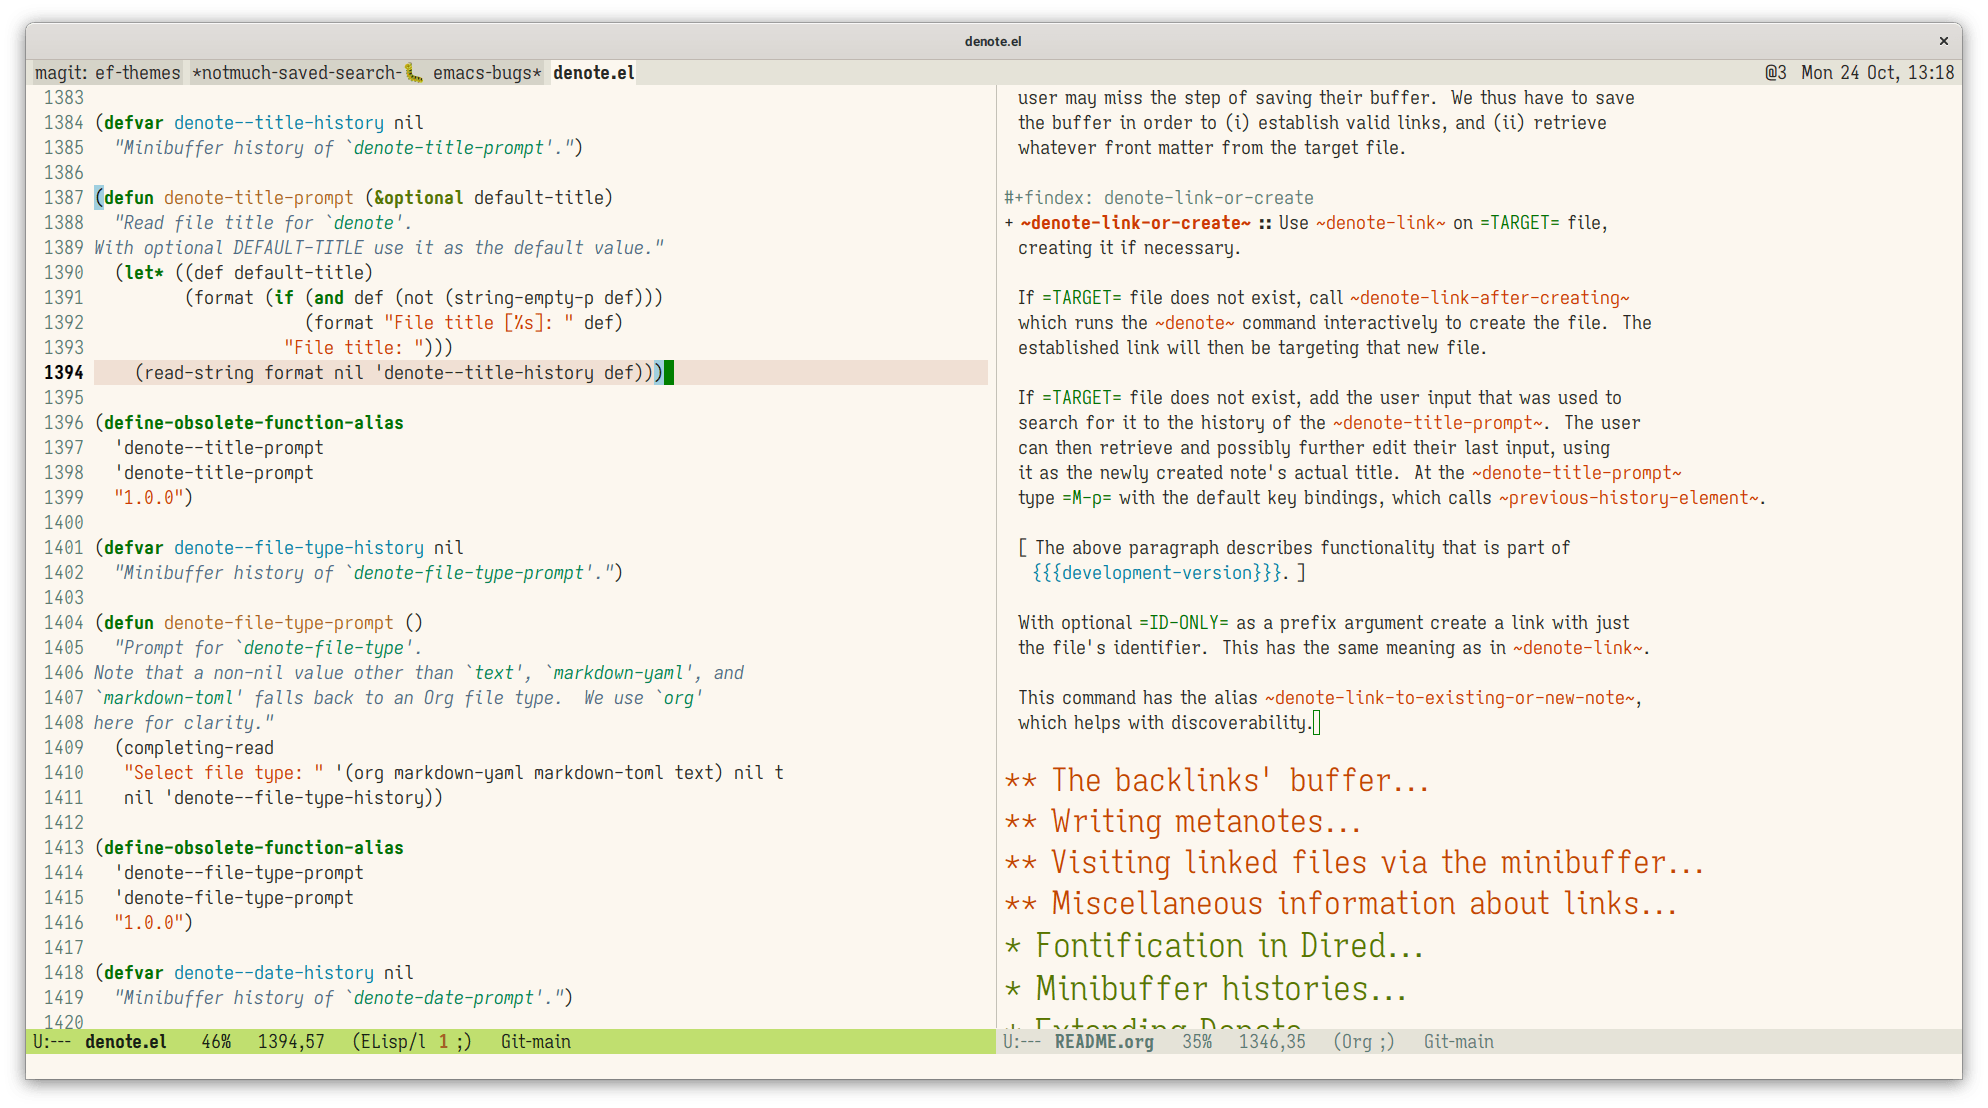 denote.el
×
magit: ef-themes *notmuch-saved-search-🐛 emacs-bugs* denote.el
@3 Mon 24 Oct, 13:18
1383
1384 (defvar denote--title-history nil
1385   "Minibuffer history of `denote-title-prompt'.")
1386
1387 (defun denote-title-prompt (&optional default-title)
1388   "Read file title for `denote'.
1389 With optional DEFAULT-TITLE use it as the default value."
1390   (let* ((def default-title)
1391          (format (if (and def (not (string-empty-p def)))
1392                      (format "File title [%s]: " def)
1393                    "File title: ")))
1394     (read-string format nil 'denote--title-history def)))
1395
1396 (define-obsolete-function-alias
1397   'denote--title-prompt
1398   'denote-title-prompt
1399   "1.0.0")
1400
1401 (defvar denote--file-type-history nil
1402   "Minibuffer history of `denote-file-type-prompt'.")
1403
1404 (defun denote-file-type-prompt ()
1405   "Prompt for `denote-file-type'.
1406 Note that a non-nil value other than `text', `markdown-yaml', and
1407 `markdown-toml' falls back to an Org file type.  We use `org'
1408 here for clarity."
1409   (completing-read
1410    "Select file type: " '(org markdown-yaml markdown-toml text) nil t
1411    nil 'denote--file-type-history))
1412
1413 (define-obsolete-function-alias
1414   'denote--file-type-prompt
1415   'denote-file-type-prompt
1416   "1.0.0")
1417
1418 (defvar denote--date-history nil
1419   "Minibuffer history of `denote-date-prompt'.")
1420
U:--- denote.el 46% 1394,57 (ELisp/l 1 ;) Git-main
user may miss the step of saving their buffer.  We thus have to save
the buffer in order to (i) establish valid links, and (ii) retrieve
whatever front matter from the target file.
#+findex: denote-link-or-create
+ ~denote-link-or-create~ :: Use ~denote-link~ on =TARGET= file,
creating it if necessary.
If =TARGET= file does not exist, call ~denote-link-after-creating~
which runs the ~denote~ command interactively to create the file.  The
established link will then be targeting that new file.
If =TARGET= file does not exist, add the user input that was used to
search for it to the history of the ~denote-title-prompt~.  The user
can then retrieve and possibly further edit their last input, using
it as the newly created note's actual title.  At the ~denote-title-prompt~
type =M-p= with the default key bindings, which calls ~previous-history-element~.
[ The above paragraph describes functionality that is part of
{{{development-version}}}. ]
With optional =ID-ONLY= as a prefix argument create a link with just
the file's identifier.  This has the same meaning as in ~denote-link~.
This command has the alias ~denote-link-to-existing-or-new-note~,
which helps with discoverability.
** The backlinks' buffer...
** Writing metanotes...
** Visiting linked files via the minibuffer...
** Miscellaneous information about links...
* Fontification in Dired...
* Minibuffer histories...
* Extending Denote...
U:--- README.org 35% 1346,35 (Org ;) Git-main